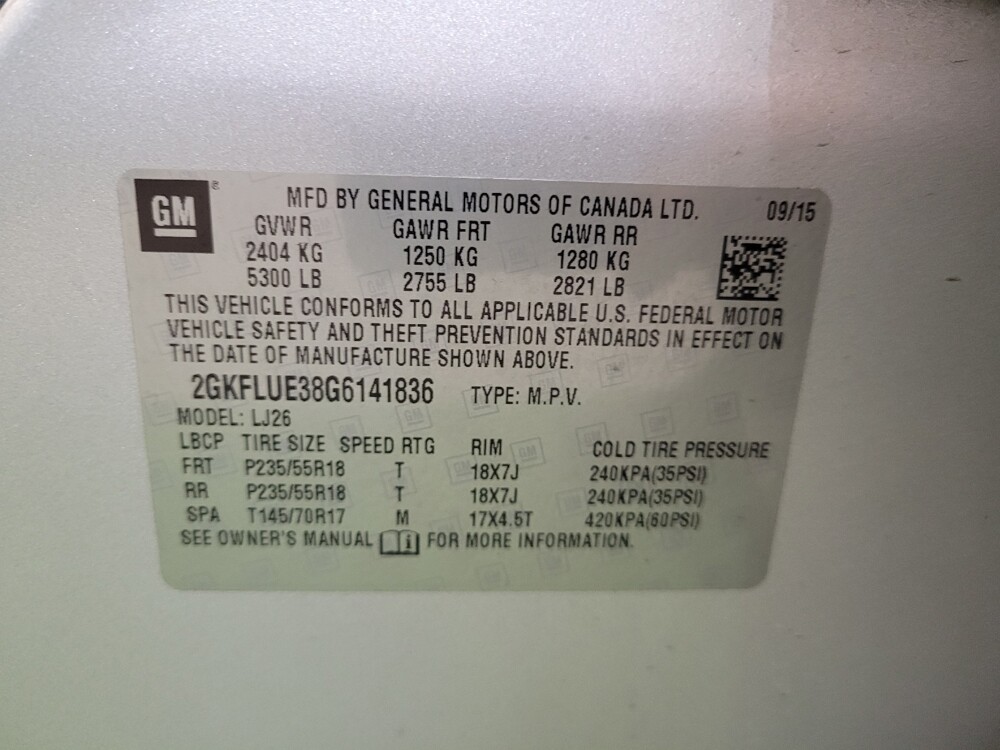 GM®
MFD BY GENERAL MOTORS OF CANADA LTD. 09/15
GVWR GAWR FRT GAWR RR
2404 KG 1250 KG 1280 KG
5300 LB 2755 LB 2821 LB
THIS VEHICLE CONFORMS TO ALL APPLICABLE U.S. FEDERAL MOTOR
VEHICLE SAFETY AND THEFT PREVENTION STANDARDS IN EFFECT ON
THE DATE OF MANUFACTURE SHOWN ABOVE.
2GKFLUE38G6141836 TYPE: M.P.V.
MODEL: LJ26
LBCP TIRE SIZE SPEED RTG RIM COLD TIRE PRESSURE
FRT P235/55R18 T 18X7J 240KPA(35PSI)
RR P235/55R18 T 18X7J 240KPA(35PSI)
SPA T145/70R17 M 17X4.5T 420KPA(60PSI)
SEE OWNER'S MANUAL i FOR MORE INFORMATION.